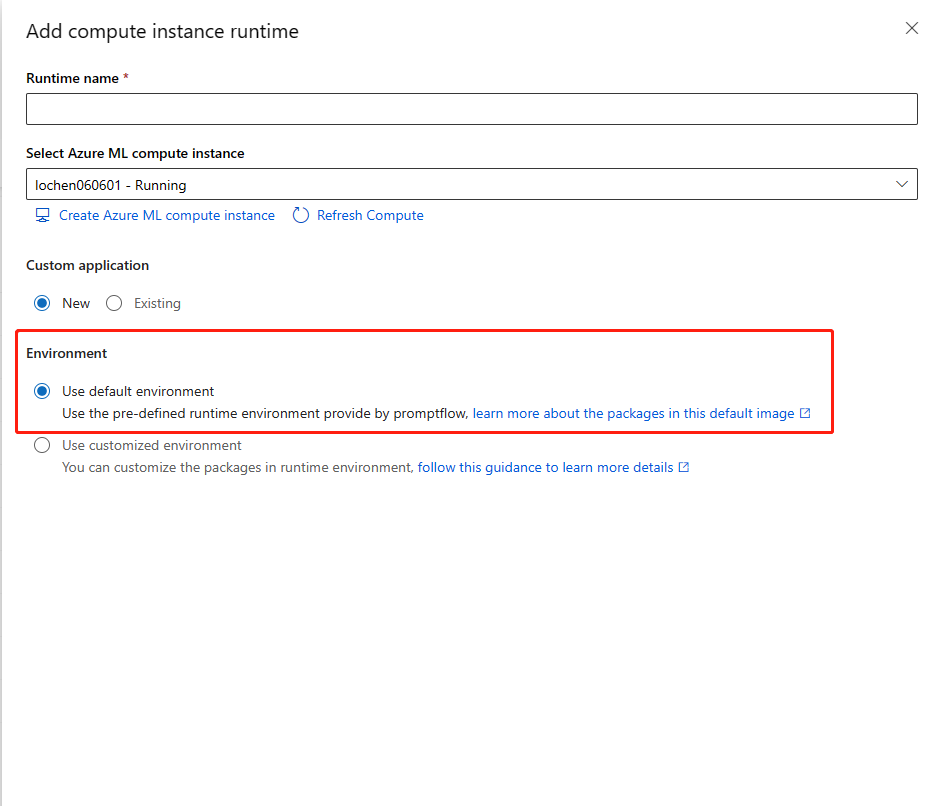 Add compute instance runtime
Runtime name *
Select Azure ML compute instance
lochen060601 - Running
Create Azure ML compute instance Refresh Compute
Custom application
New Existing
Environment
Use default environment
Use the pre-defined runtime environment provide by promptflow, learn more about the packages in this default image
Use customized environment
You can customize the packages in runtime environment, follow this guidance to learn more details